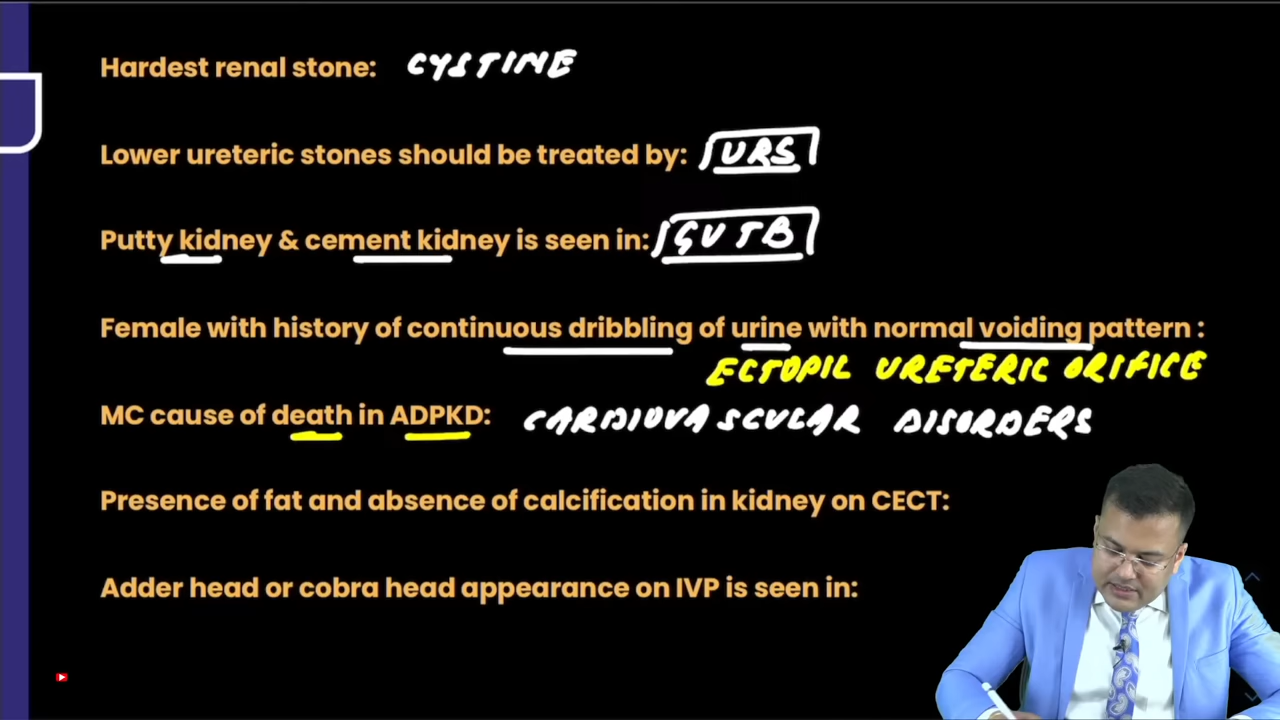 Hardest renal stone: CYSTINE
Lower ureteric stones should be treated by: URS
Putty kidney & cement kidney is seen in: GUTB
Female with history of continuous dribbling of urine with normal voiding pattern :
ECTOPIC URETERIC ORIFICE
MC cause of death in ADPKD: CARDIOVASCULAR DISORDERS
Presence of fat and absence of calcification in kidney on CECT:
Adder head or cobra head appearance on IVP is seen in: